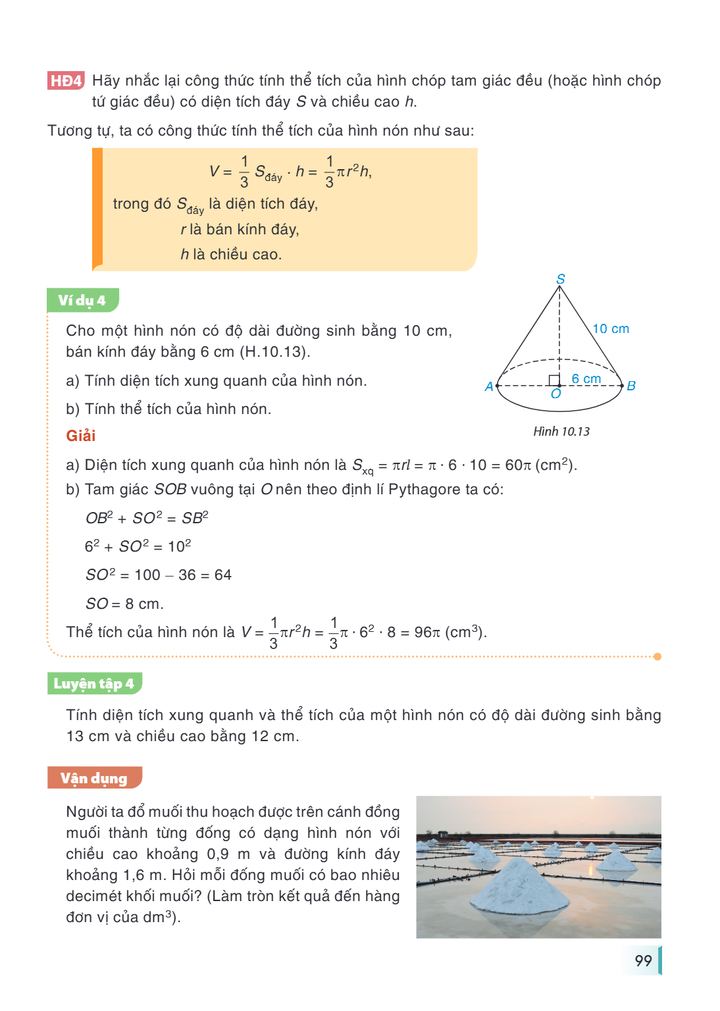 HĐ4 Hãy nhắc lại công thức tính thể tích của hình chóp tam giác đều (hoặc hình chóp
tứ giác đều) có diện tích đáy S và chiều cao h.
Tương tự, ta có công thức tính thể tích của hình nón như sau:
V = 1/3 S_đáy · h = 1/3 πr²h,
trong đó S_đáy là diện tích đáy,
r là bán kính đáy,
h là chiều cao.
Ví dụ 4
Cho một hình nón có độ dài đường sinh bằng 10 cm,
bán kính đáy bằng 6 cm (H.10.13).
a) Tính diện tích xung quanh của hình nón.
b) Tính thể tích của hình nón.
S
10 cm
6 cm
A
O
B
Hình 10.13
Giải
a) Diện tích xung quanh của hình nón là S_xq = πrl = π · 6 · 10 = 60π (cm²).
b) Tam giác SOB vuông tại O nên theo định lí Pythagore ta có:
OB² + SO² = SB²
6² + SO² = 10²
SO² = 100 – 36 = 64
SO = 8 cm.
Thể tích của hình nón là V = 1/3 πr²h = 1/3 π · 6² · 8 = 96π (cm³).
Luyện tập 4
Tính diện tích xung quanh và thể tích của một hình nón có độ dài đường sinh bằng
13 cm và chiều cao bằng 12 cm.
Vận dụng
Người ta đổ muối thu hoạch được trên cánh đồng
muối thành từng đống có dạng hình nón với
chiều cao khoảng 0,9 m và đường kính đáy
khoảng 1,6 m. Hỏi mỗi đống muối có bao nhiêu
decimét khối muối? (Làm tròn kết quả đến hàng
đơn vị của dm³).
99